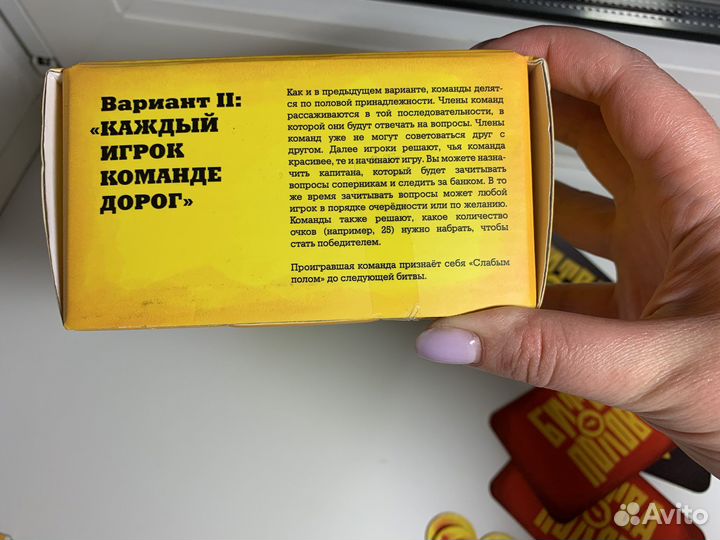 Вариант II:
«КАЖДЫЙ
ИГРОК
КОМАНДЕ
ДОРОГ»
Как и в предыдущем варианте, команды делят-
ся по половой принадлежности. Члены команд
рассаживаются в той последовательности, в
которой они будут отвечать на вопросы. Члены
команд уже не могут советоваться друг с
другом. Далее игроки решают, чья команда
красивее, те и начинают игру. Вы можете назна-
чить капитана, который будет зачитывать
вопросы соперникам и следить за банком. В то
же время зачитывать вопросы может любой
игрок в порядке очерёдности или по желанию.
Команды также решают, какое количество
очков (например, 25) нужно набрать, чтобы
стать победителем.
Проигравшая команда признаёт себя «Слабым
полом» до следующей битвы.
Avito